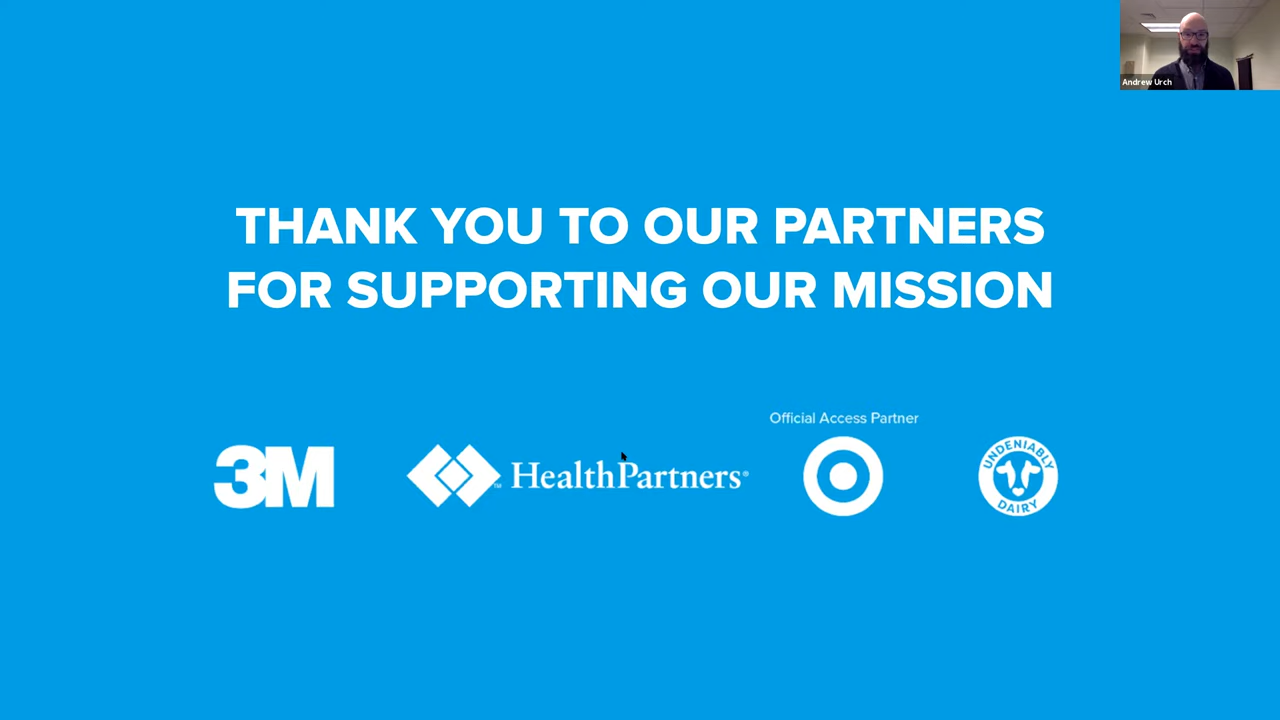 Andrew Urch
THANK YOU TO OUR PARTNERS
FOR SUPPORTING OUR MISSION
Official Access Partner
3M
HealthPartners®
UNDENIABLY
DAIRY